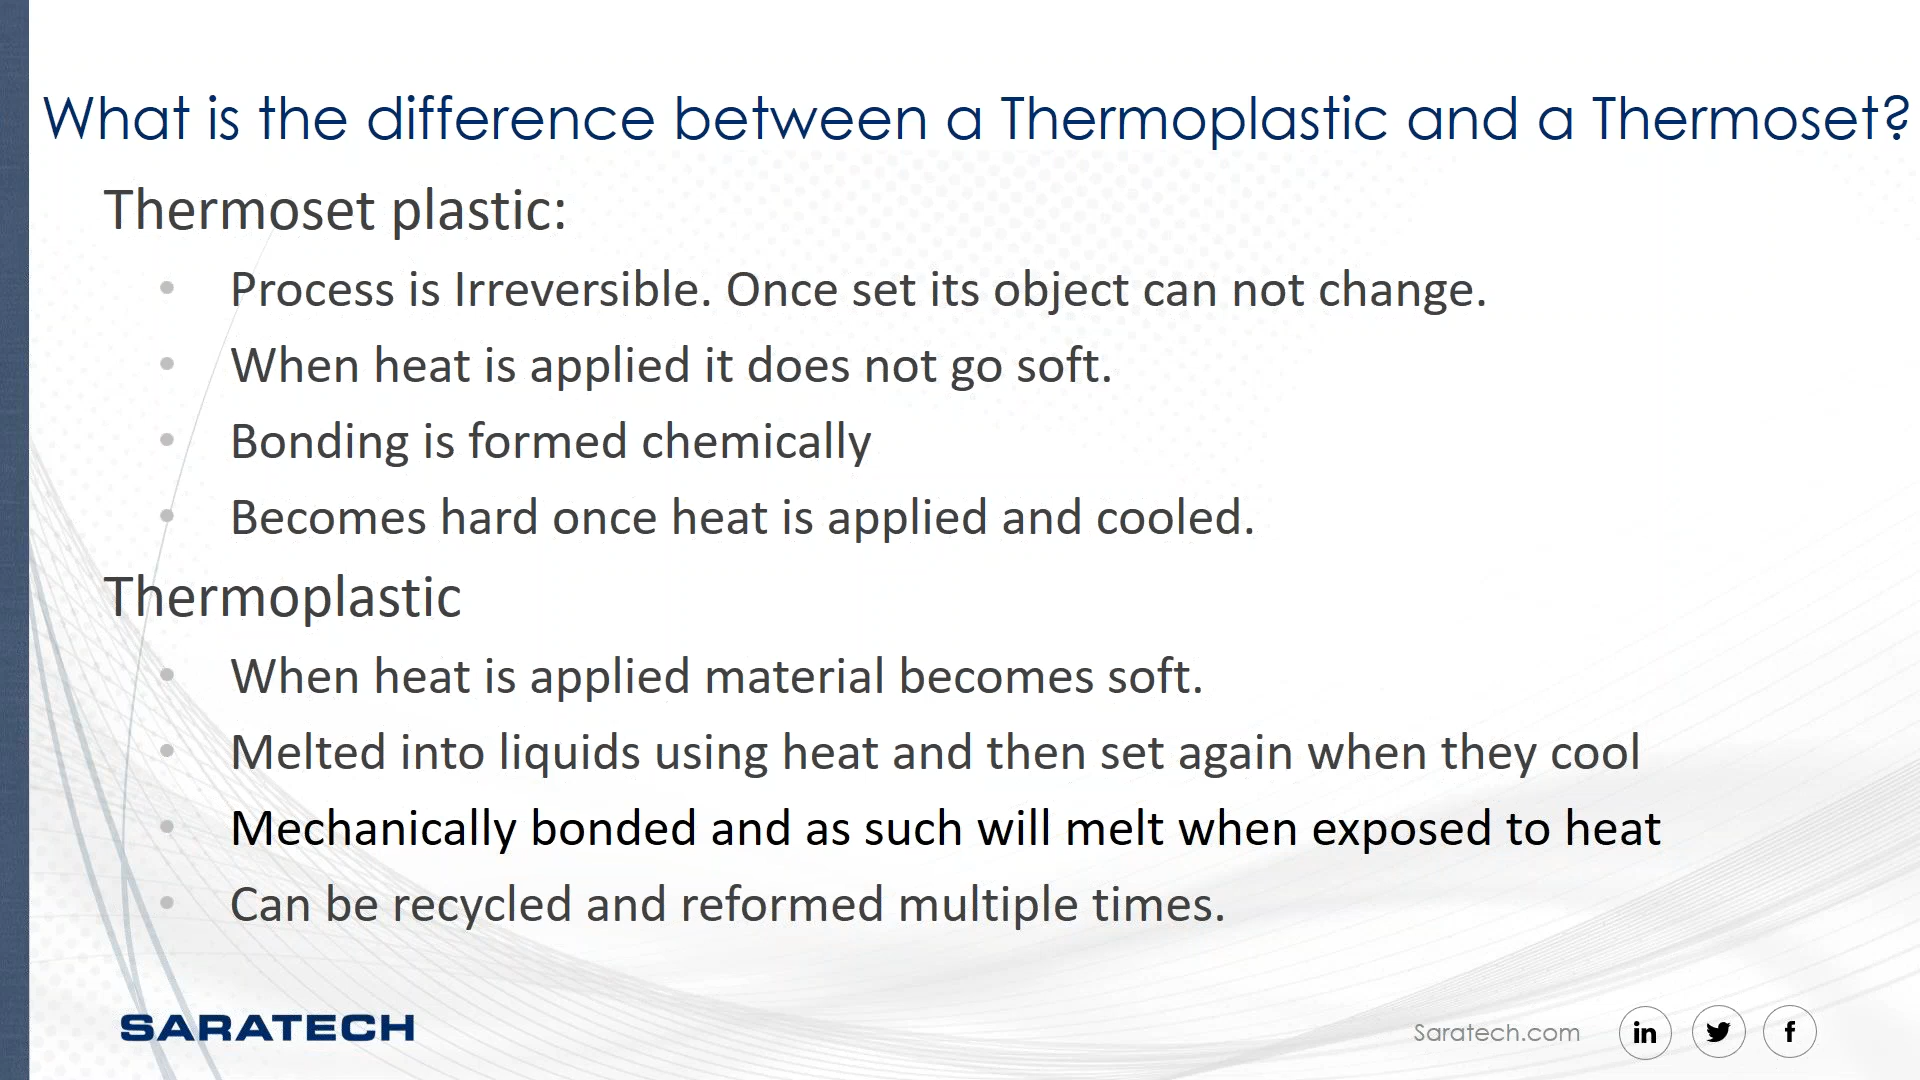 What is the difference between a Thermoplastic and a Thermoset?
Thermoset plastic:
• Process is Irreversible. Once set its object can not change.
• When heat is applied it does not go soft.
• Bonding is formed chemically
• Becomes hard once heat is applied and cooled.
Thermoplastic
• When heat is applied material becomes soft.
• Melted into liquids using heat and then set again when they cool
• Mechanically bonded and as such will melt when exposed to heat
• Can be recycled and reformed multiple times.
SARATECH
Saratech.com in f